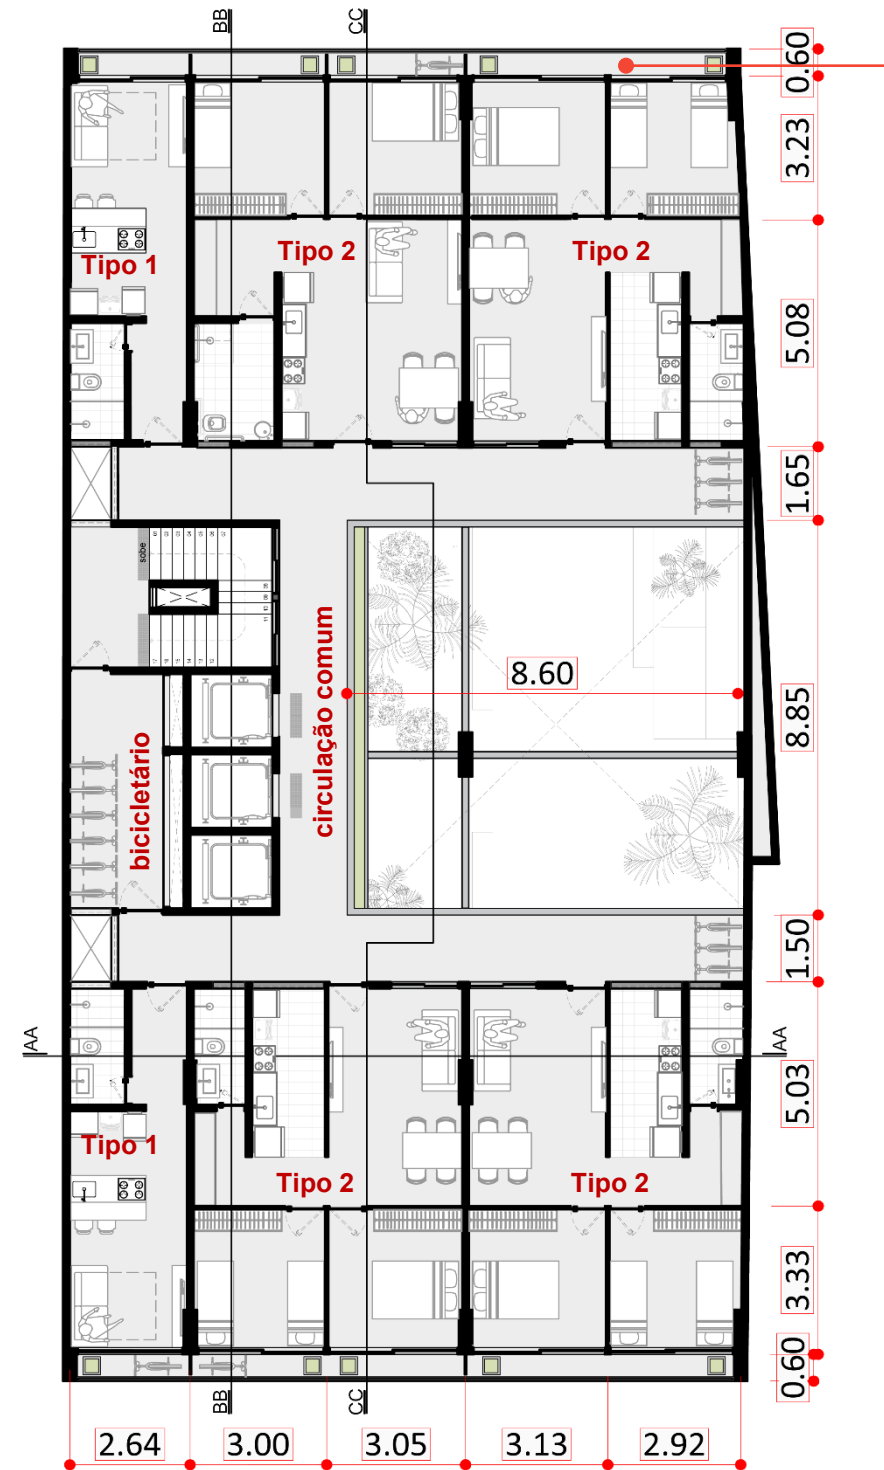 BB
CC
0.60
3.23
Tipo 1
Tipo 2
Tipo 2
5.08
1.65
sobe
8.60
circulação comum
8.85
bicicletário
1.50
AA
AA
5.03
Tipo 1
Tipo 2
Tipo 2
3.33
0.60
BB
CC
2.64
3.00
3.05
3.13
2.92